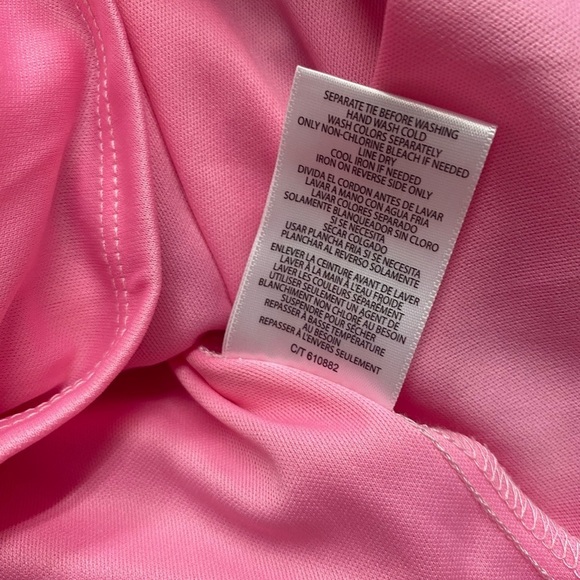 SEPARATE TIE BEFORE WASHING
HAND WASH COLD
WASH COLORS SEPARATELY
ONLY NON-CHLORINE BLEACH IF NEEDED
LINE DRY
COOL IRON IF NEEDED
IRON ON REVERSE SIDE ONLY
DIVIDA EL CORDON ANTES DE LAVAR
LAVAR A MANO CON AGUA FRIA
LAVAR COLORES SEPARADO
SOLAMENTE BLANQUEADOR SIN CLORO
SI SE NECESITA
SECAR COLGADO
USAR PLANCHA FRIA SI SE NECESITA
PLANCHAR AL REVERSO SOLAMENTE
ENLEVER LA CEINTURE AVANT DE LAVER
LAVER À LA MAIN À L'EAU FROIDE
LAVER LES COULEURS SÉPARÉMENT
UTILISER SEULEMENT UN AGENT DE
BLANCHIMENT NON CHLORÉ AU BESOIN
SUSPENDRE POUR SÉCHER
REPASSER À BASSE TEMPÉRATURE
AU BESOIN
REPASSER À L'ENVERS SEULEMENT
C/T 610882